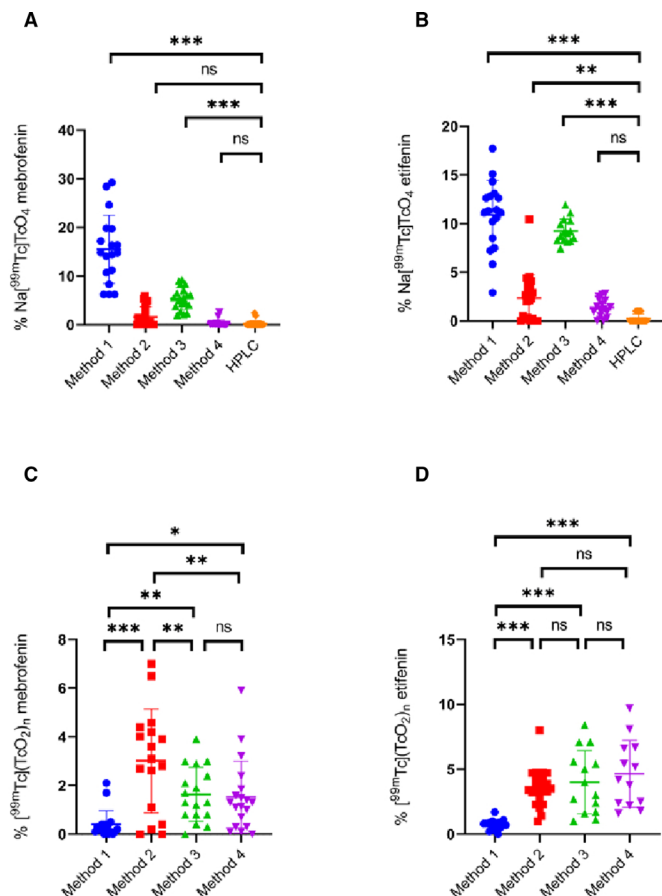 A
***
ns
***
ns
% Na[⁹⁹ᵐTc]TcO₄ mebrofenin
40
30
20
10
0
Method 1
Method 2
Method 3
Method 4
HPLC
B
***
**
***
ns
% Na[⁹⁹ᵐTc]TcO₄ etifenin
20
15
10
5
0
Method 1
Method 2
Method 3
Method 4
HPLC
C
*
**
**
***
**
ns
% [⁹⁹ᵐTc](TcO₂)ₙ mebrofenin
8
6
4
2
0
Method 1
Method 2
Method 3
Method 4
D
***
ns
***
***
ns
ns
% [⁹⁹ᵐTc](TcO₂)ₙ etifenin
15
10
5
0
Method 1
Method 2
Method 3
Method 4